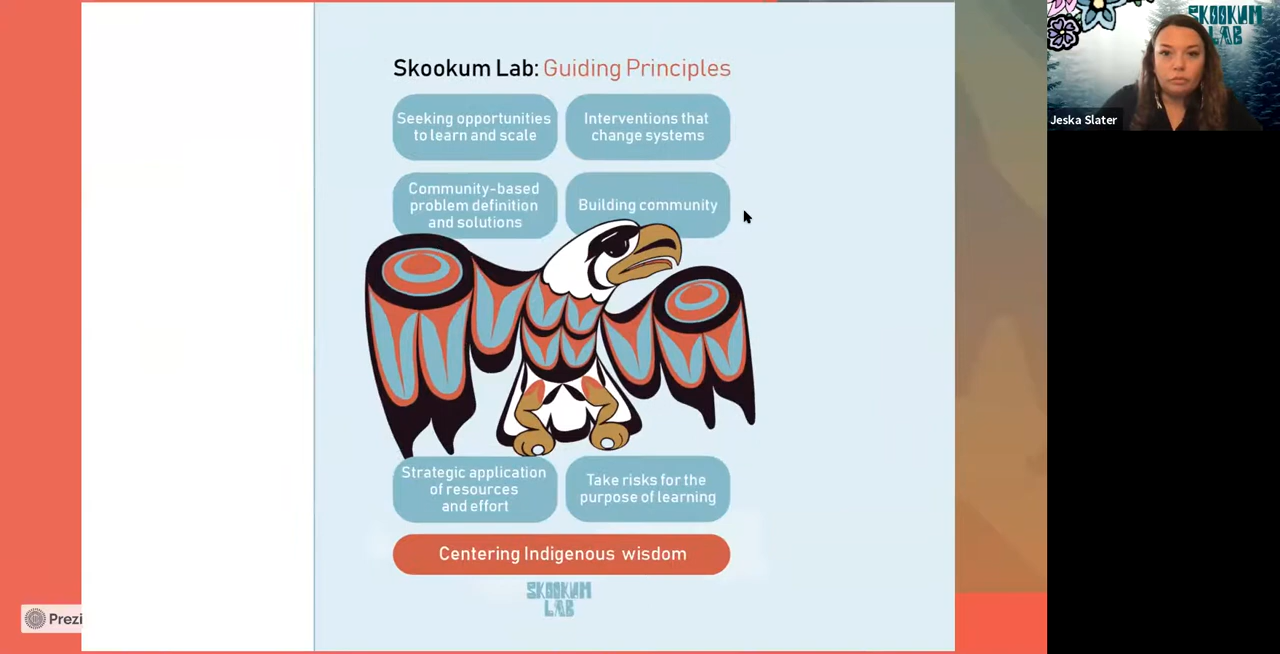 Skookum Lab: Guiding Principles
Seeking opportunities
to learn and scale
Interventions that
change systems
Community-based
problem definition
and solutions
Building community
Strategic application
of resources
and effort
Take risks for the
purpose of learning
Centering Indigenous wisdom
SKOOKUM
LAB
Prezi
SKOOKUM
LAB
Jeska Slater